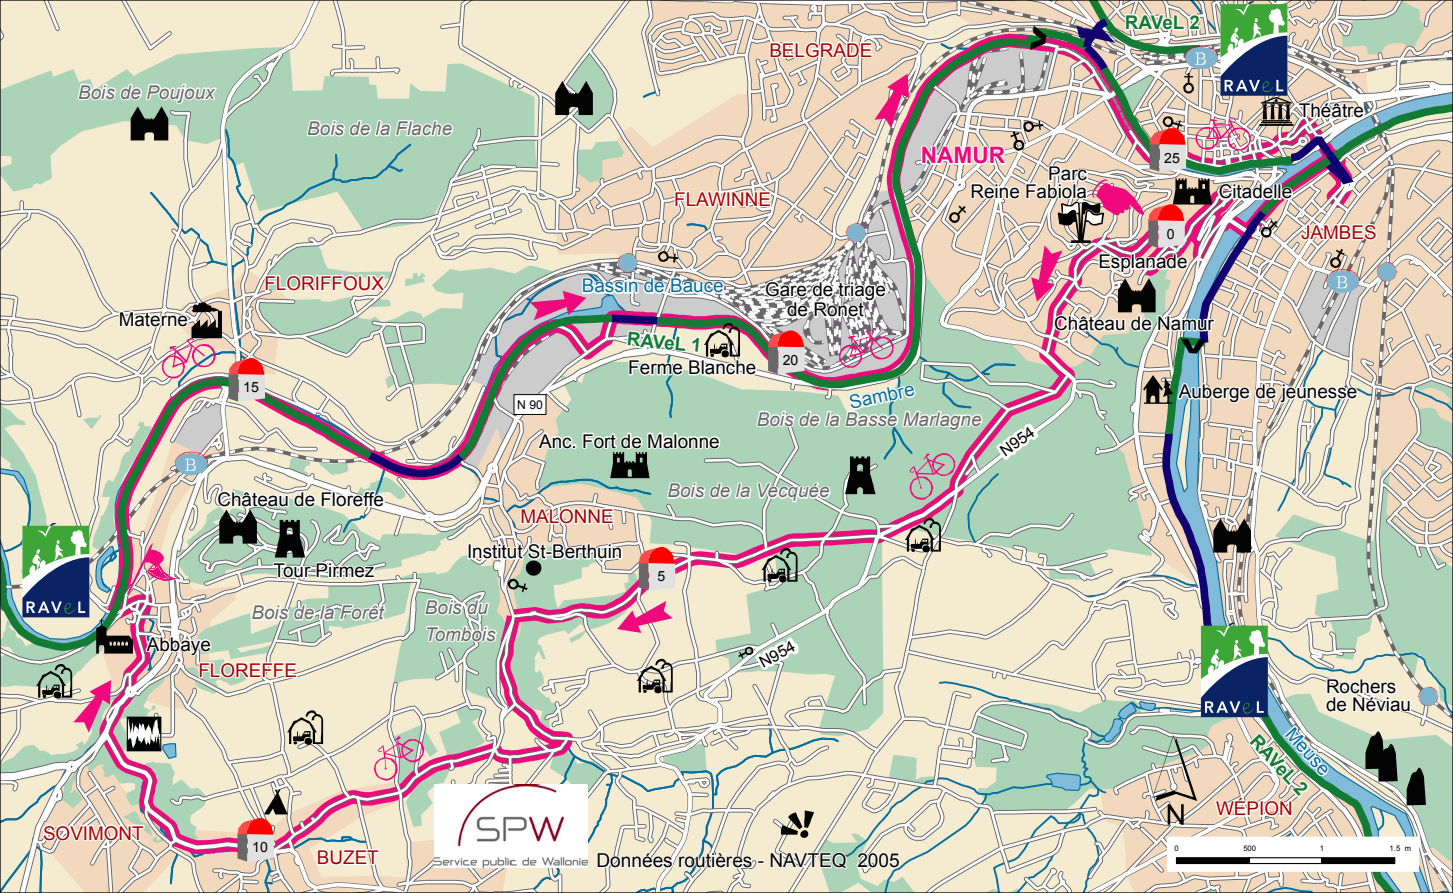 RAVeL 2
BELGRADE
B
RAVeL
Bois de Poujoux
Théâtre
Bois de la Flache
NAMUR
25
Parc
Reine Fabiola
Citadelle
FLAWINNE
0
JAMBES
Esplanade
FLORIFFOUX
Bassin de Bauce
Gare de triage
de Ronet
B
Materne
Château de Namur
RAVeL 1
20
Ferme Blanche
15
Sambre
Auberge de jeunesse
N 90
Bois de la Basse Marlagne
Anc. Fort de Malonne
N954
B
Bois de la Vecquée
Château de Floreffe
MALONNE
Institut St-Berthuin
Tour Pirmez
5
RAVeL
Bois de la Forêt
Bois du
Tombois
Abbaye
N954
FLOREFFE
Rochers
de Néviau
RAVeL
Meuse
RAVeL 2
N
WÉPION
SOVIMONT
10
BUZET
SPW
Service public de Wallonie
Données routières - NAVTEQ 2005
0 500 1 1.5 m